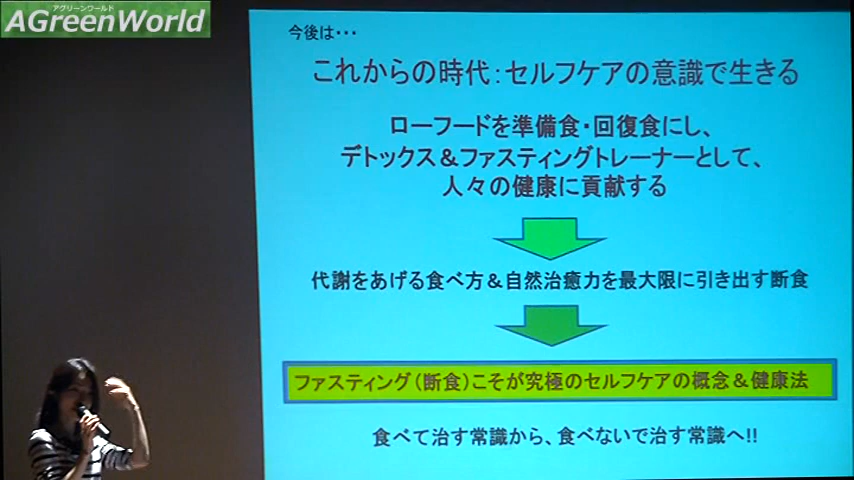 アグリーンワールド
AGreenWorld
今後は・・・
これからの時代：セルフケアの意識で生きる
ローフードを準備食・回復食にし、
デトックス＆ファスティングトレーナーとして、
人々の健康に貢献する
代謝をあげる食べ方＆自然治癒力を最大限に引き出す断食
ファスティング（断食）こそが究極のセルフケアの概念＆健康法
食べて治す常識から、食べないで治す常識へ!!